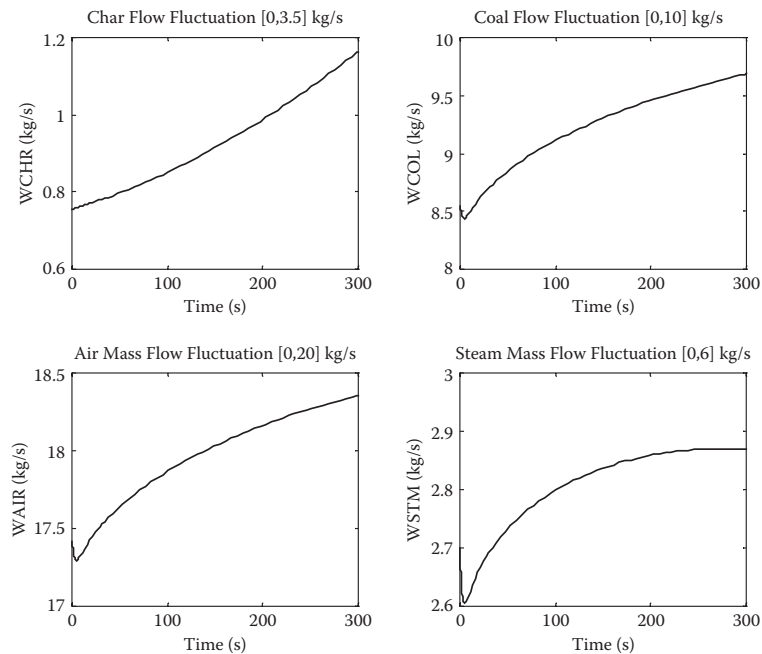 Char Flow Fluctuation [0,3.5] kg/s
1.2
1
0.8
0.6
WCHR (kg/s)
0 100 200 300
Time (s)
Coal Flow Fluctuation [0,10] kg/s
10
9.5
9
8.5
8
WCOL (kg/s)
0 100 200 300
Time (s)
Air Mass Flow Fluctuation [0,20] kg/s
18.5
18
17.5
17
WAIR (kg/s)
0 100 200 300
Time (s)
Steam Mass Flow Fluctuation [0,6] kg/s
3
2.9
2.8
2.7
2.6
WSTM (kg/s)
0 100 200 300
Time (s)